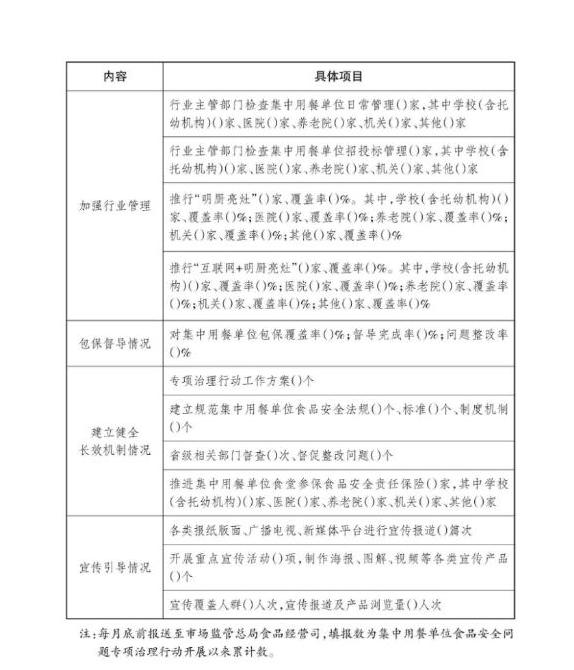 内容 具体项目
加强行业管理
行业主管部门检查集中用餐单位日常管理()家,其中学校(含托
幼机构)()家、医院()家、养老院()家、机关()家、其他()家
行业主管部门检查集中用餐单位招投标管理()家,其中学校(含
托幼机构)()家、医院()家、养老院()家、机关()家、其他()家
推行“明厨亮灶”()家、覆盖率()%。其中,学校(含托幼机构)()
家、覆盖率()%;医院()家、覆盖率()%;养老院()家、覆盖率()%;
机关()家、覆盖率()%;其他()家、覆盖率()%
推行“互联网+明厨亮灶”()家、覆盖率()%。其中,学校(含托幼机
构)()家、覆盖率()%;医院()家、覆盖率()%;养老院()家、覆盖率
()%;机关()家、覆盖率()%;其他()家、覆盖率()%
包保督导情况
对集中用餐单位包保覆盖率()%;督导完成率()%;问题整改率
()%
建立健全
长效机制情况
专项治理行动工作方案()个
建立规范集中用餐单位食品安全法规()个、标准()个、制度机制
()个
省级相关部门督查()次、督促整改问题()个
推进集中用餐单位食堂参保食品安全责任保险()家,其中学校
(含托幼机构)()家、医院()家、养老院()家、机关()家、其他()家
宣传引导情况
各类报纸版面、广播电视、新媒体平台进行宣传报道()篇次
开展重点宣传活动()项,制作海报、图解、视频等各类宣传产品
()个
宣传覆盖人群()人次,宣传报道及产品浏览量()人次
注:每月底前报送至市场监管总局食品经营司,填报数为集中用餐单位食品安全问
题专项治理行动开展以来累计数。